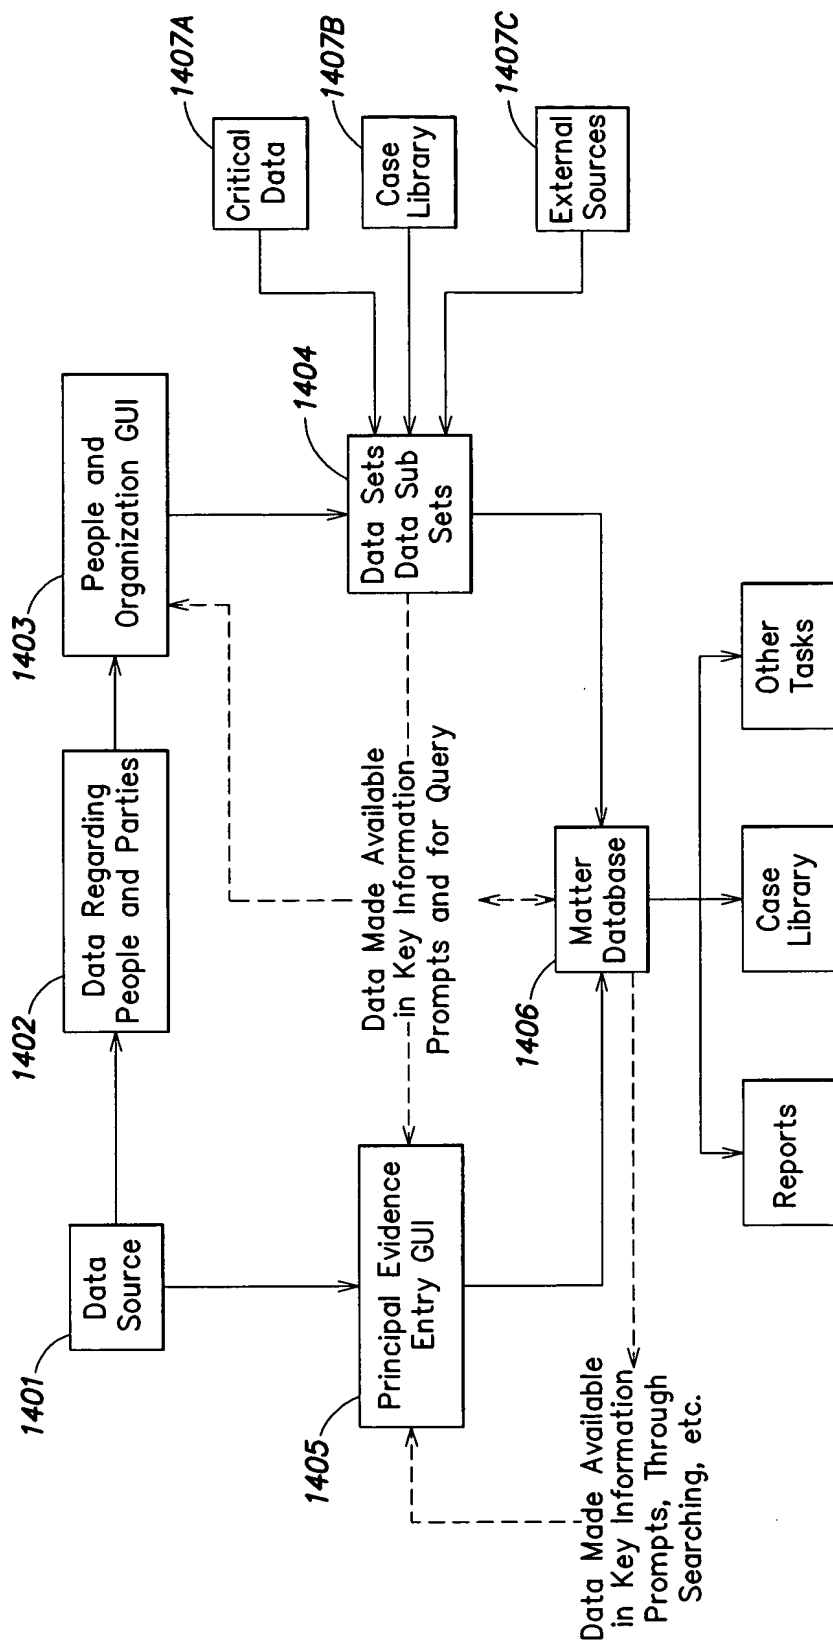 1401
Data
Source
1402
Data Regarding
People and Parties
1403
People and
Organization GUI
1405
Principal Evidence
Entry GUI
Data Made Available
in Key Information
Prompts and for Query
1404
Data Sets
Data Sub
Sets
1407A
Critical
Data
1407B
Case
Library
1407C
External
Sources
1406
Matter
Database
Data Made Available
in Key Information
Prompts, Through
Searching, etc.
Reports
Case
Library
Other
Tasks